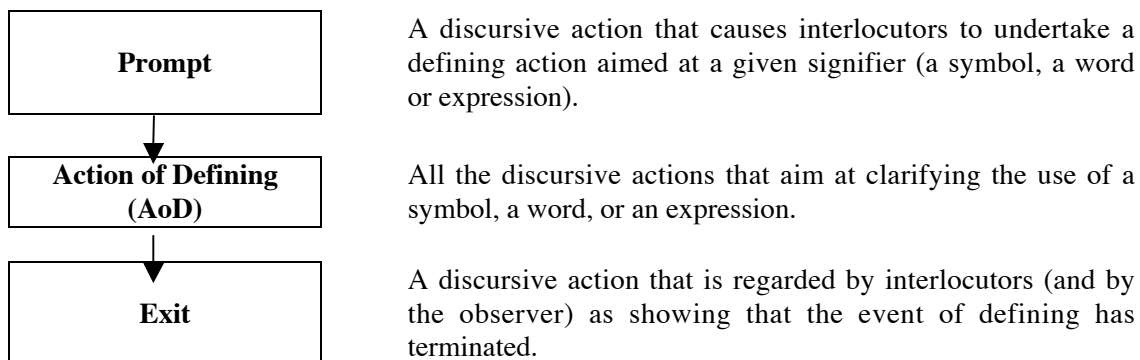 Prompt
A discursive action that causes interlocutors to undertake a
defining action aimed at a given signifier (a symbol, a word
or expression).
Action of Defining
(AoD)
All the discursive actions that aim at clarifying the use of a
symbol, a word, or an expression.
Exit
A discursive action that is regarded by interlocutors (and by
the observer) as showing that the event of defining has
terminated.